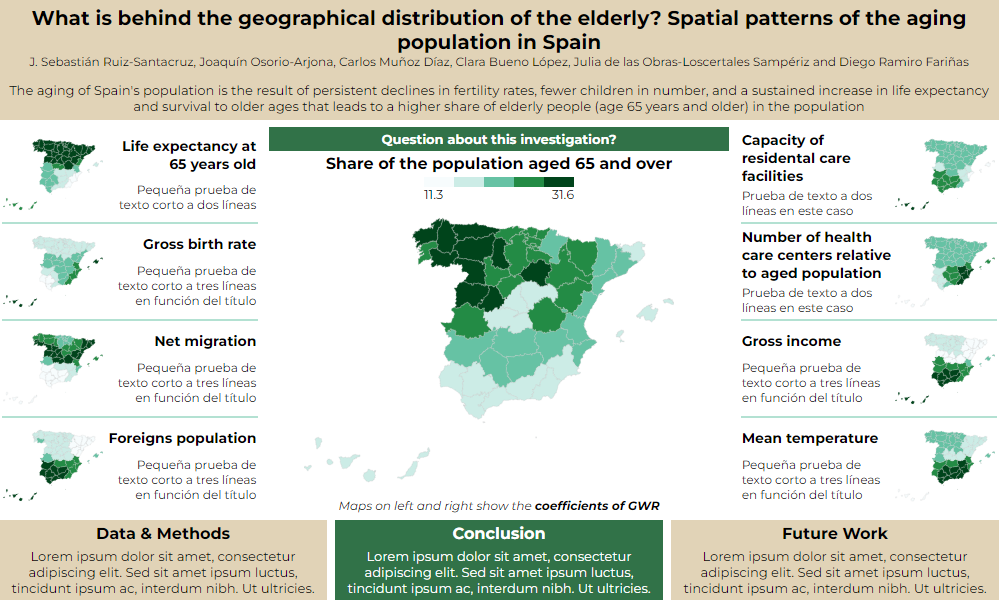 What is behind the geographical distribution of the elderly? Spatial patterns of the aging
population in Spain
J. Sebastián Ruiz-Santacruz, Joaquín Osorio-Arjona, Carlos Muñoz Díaz, Clara Bueno López, Julia de las Obras-Loscertales Sampériz and Diego Ramiro Fariñas
The aging of Spain's population is the result of persistent declines in fertility rates, fewer children in number, and a sustained increase in life expectancy
and survival to older ages that leads to a higher share of elderly people (age 65 years and older) in the population
Life expectancy at
65 years old
Pequeña prueba de
texto corto a dos líneas
Gross birth rate
Pequeña prueba de
texto corto a tres líneas
en función del título
Net migration
Pequeña prueba de
texto corto a tres líneas
en función del título
Foreigns population
Pequeña prueba de
texto corto a tres líneas
en función del título
Question about this investigation?
Share of the population aged 65 and over
11.3 31.6
Maps on left and right show the coefficients of GWR
Capacity of
residental care
facilities
Prueba de texto a dos
líneas en este caso
Number of health
care centers relative
to aged population
Prueba de texto a dos
líneas en este caso
Gross income
Pequeña prueba de
texto corto a tres líneas
en función del título
Mean temperature
Pequeña prueba de
texto corto a tres líneas
en función del título
Data & Methods
Lorem ipsum dolor sit amet, consectetur
adipiscing elit. Sed sit amet ipsum luctus,
tincidunt ipsum ac, interdum nibh. Ut ultricies.
Conclusion
Lorem ipsum dolor sit amet, consectetur
adipiscing elit. Sed sit amet ipsum luctus,
tincidunt ipsum ac, interdum nibh. Ut ultricies.
Future Work
Lorem ipsum dolor sit amet, consectetur
adipiscing elit. Sed sit amet ipsum luctus,
tincidunt ipsum ac, interdum nibh. Ut ultricies.